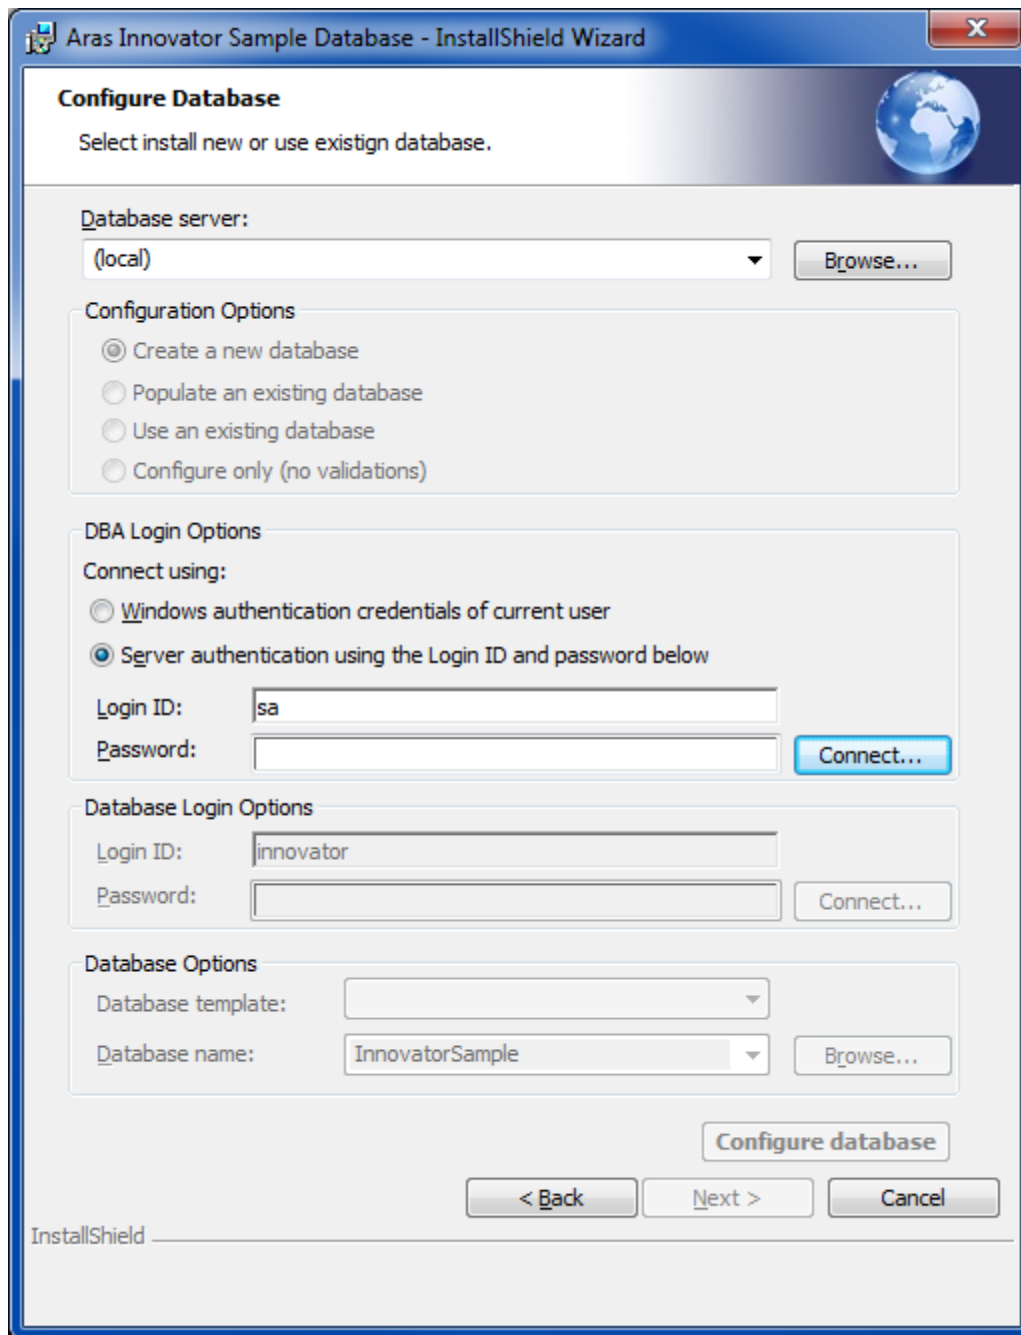 Aras Innovator Sample Database - InstallShield Wizard
Configure Database
Select install new or use existign database.
Database server:
(local)
Browse...
Configuration Options
Create a new database
Populate an existing database
Use an existing database
Configure only (no validations)
DBA Login Options
Connect using:
Windows authentication credentials of current user
Server authentication using the Login ID and password below
Login ID:
sa
Password:
Connect...
Database Login Options
Login ID:
innovator
Password:
Connect...
Database Options
Database template:
Database name:
InnovatorSample
Browse...
Configure database
< Back
Next >
Cancel
InstallShield